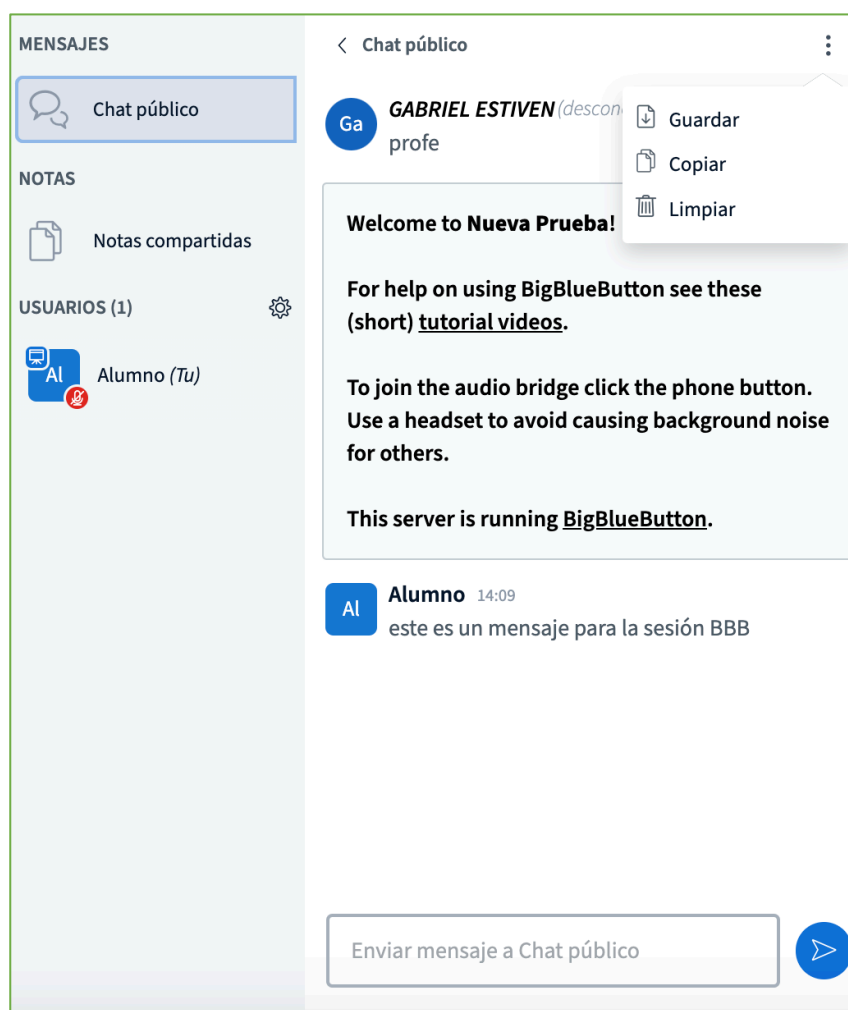 MENSAJES
Chat público
NOTAS
Notas compartidas
USUARIOS (1)
Al
Alumno (Tu)
Chat público
Ga
GABRIEL ESTIVEN
profe
Guardar
Copiar
Limpiar
Welcome to Nueva Prueba!
For help on using BigBlueButton see these
(short) tutorial videos.
To join the audio bridge click the phone button.
Use a headset to avoid causing background noise
for others.
This server is running BigBlueButton.
Al
Alumno 14:09
este es un mensaje para la sesión BBB
Enviar mensaje a Chat público